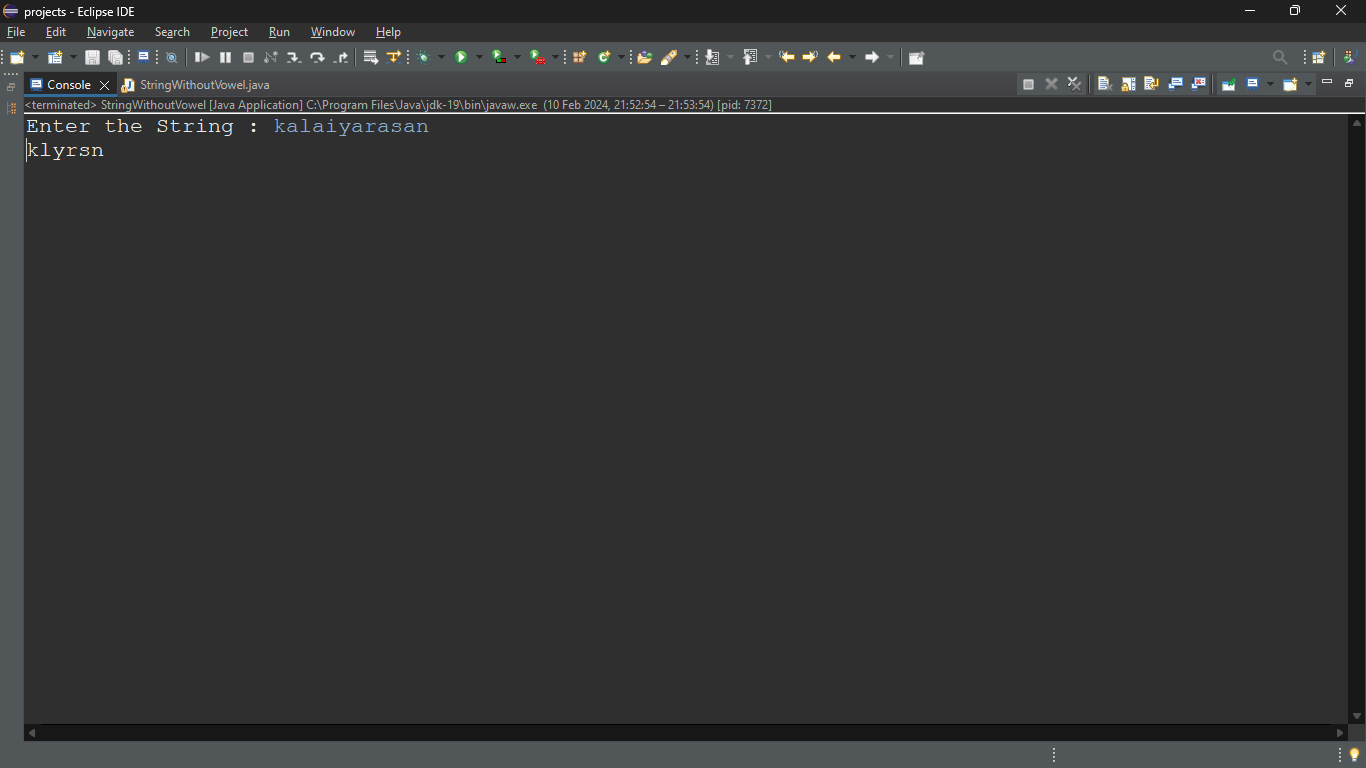 projects - Eclipse IDE
File Edit Navigate Search Project Run Window Help
Console StringWithoutVowel.java
<terminated> StringWithoutVowel [Java Application] C:\Program Files\Java\jdk-19\bin\javaw.exe (10 Feb 2024, 21:52:54 – 21:53:54) [pid: 7372]
Enter the String : kalaiyarasan
klyrsn